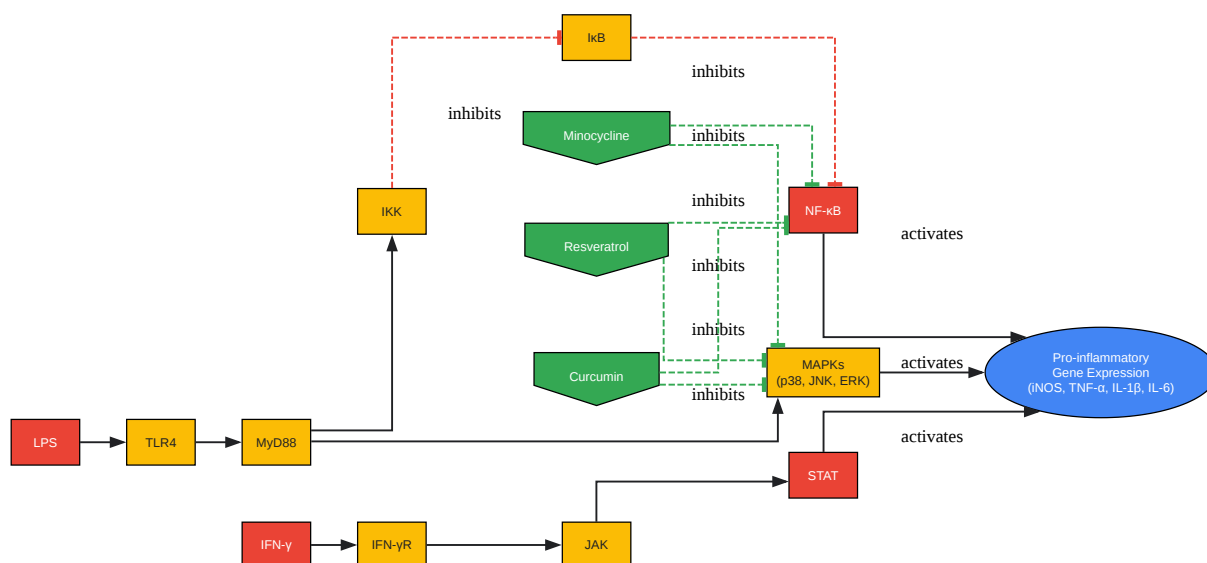 IκB
inhibits
inhibits
Minocycline
inhibits
IKK
inhibits
NF-κB
activates
Resveratrol
inhibits
inhibits
MAPKs
(p38, JNK, ERK)
activates
Pro-inflammatory
Gene Expression
(iNOS, TNF-α, IL-1β, IL-6)
Curcumin
inhibits
LPS
TLR4
MyD88
activates
STAT
IFN-γ
IFN-γR
JAK